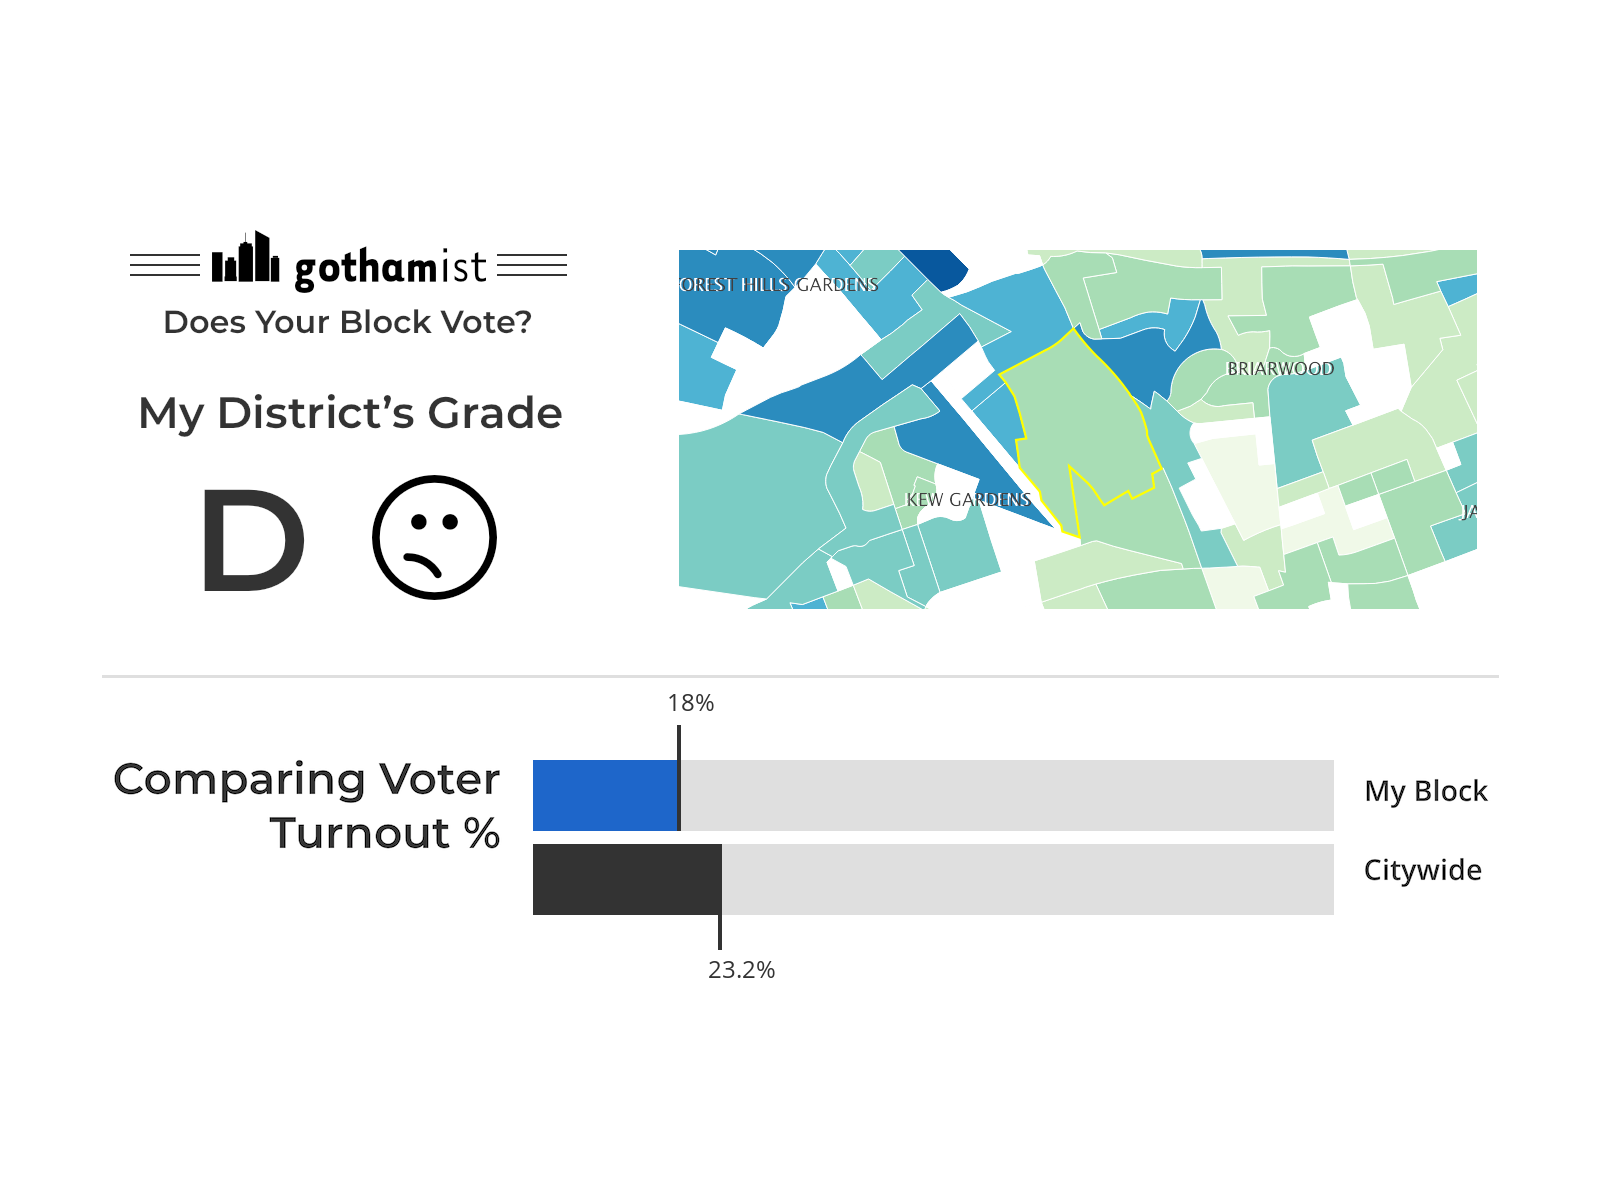 gothamist
Does Your Block Vote?
My District's Grade
D
OREST HILLS GARDENS
BRIARWOOD
KEW GARDENS
JA
18%
Comparing Voter
Turnout %
My Block
Citywide
23.2%